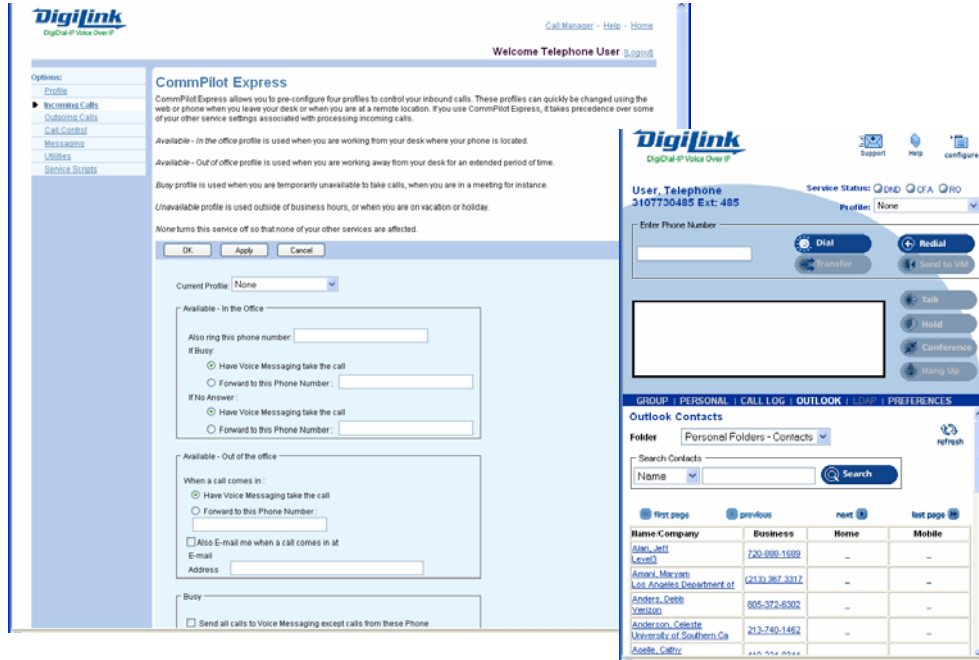 DigiLink
DigiDial-IP Voice Over IP
Call Manager - Help - Home
Welcome Telephone User [Logout]
Options:
Profile
Incoming Calls
Outgoing Calls
Call Control
Messaging
Utilities
Service Scripts
CommPilot Express
CommPilot Express allows you to pre-configure four profiles to control your inbound calls. These profiles can quickly be changed using the
web or phone when you leave your desk or when you are at a remote location. If you use CommPilot Express, it takes precedence over some
of your other service settings associated with processing incoming calls.
Available - In the office profile is used when you are working from your desk where your phone is located.
Available - Out of office profile is used when you are working away from your desk for an extended period of time.
Busy profile is used when you are temporarily unavailable to take calls, when you are in a meeting for instance.
Unavailable profile is used outside of business hours, or when you are on vacation or holiday.
None turns this service off so that none of your other services are affected.
OK Apply Cancel
Current Profile: None
Available - In the Office
Also ring this phone number:
If Busy:
Have Voice Messaging take the call
Forward to this Phone Number :
If No Answer :
Have Voice Messaging take the call
Forward to this Phone Number :
Available - Out of the office
When a call comes in :
Have Voice Messaging take the call
Forward to this Phone Number :
Also E-mail me when a call comes in at
E-mail
Address
Busy
Send all calls to Voice Messaging except calls from these Phone
DigiLink
DigiDial-IP Voice Over IP
Support Help configure
User, Telephone
3107730485 Ext: 485
Service Status: DND CFA RO
Profile: None
Enter Phone Number
Dial Redial
Transfer Send to VM
Talk
Hold
Conference
Hang Up
GROUP | PERSONAL | CALL LOG | OUTLOOK | LDAP | PREFERENCES
Outlook Contacts
Folder Personal Folders - Contacts
refresh
Search Contacts
Name Search
first page previous next last page
Name/Company Business Home Mobile
Alan, Jeff
Level3
720-888-1689 - -
Amani, Maryam
Los Angeles Department of
(213) 367 3317 - -
Anders, Debb
Verizon
805-372-6302 - -
Anderson, Celeste
University of Southern Ca
213-740-1462 - -
Cathy